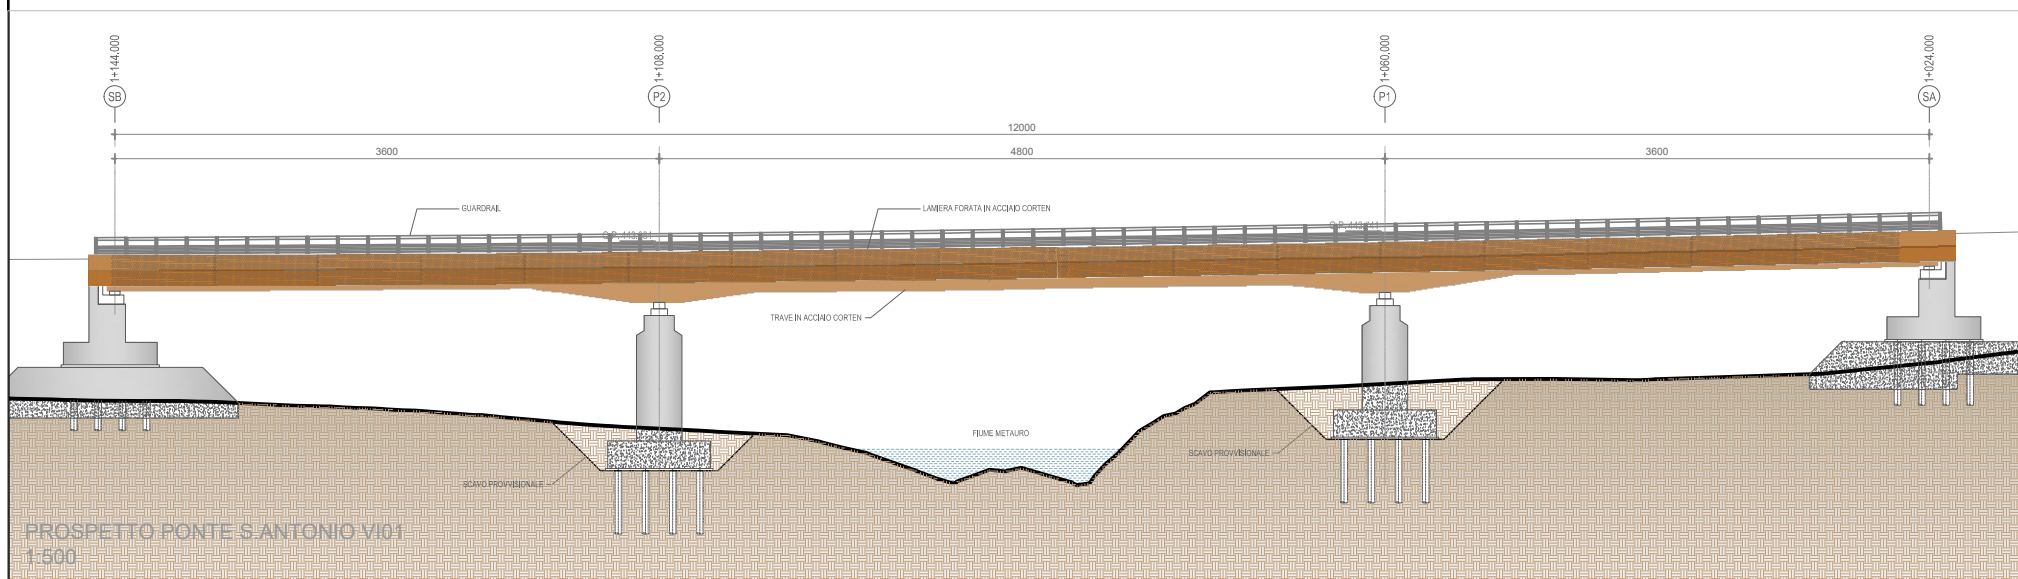 1+144.000
1+108.000
1+060.000
1+024.000
SB
P2
P1
SA
12000
3600
4800
3600
GUARDRAIL
LAMIERA FORATA IN ACCIAIO CORTEN
TRAVE IN ACCIAIO CORTEN
FIUME METAURO
SCAVO PROVVISIONALE
SCAVO PROVVISIONALE
PROSPETTO PONTE S.ANTONIO VI01
1:500